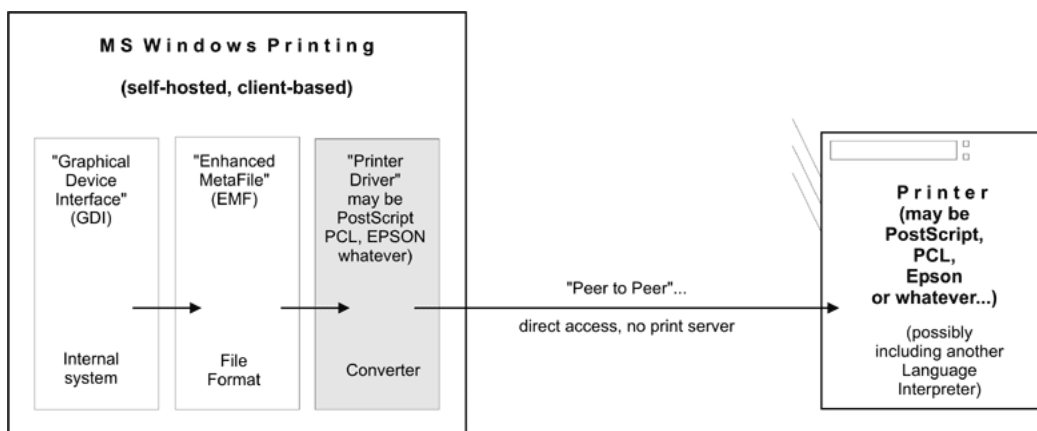 MS Windows Printing
(self-hosted, client-based)
"Graphical
Device
Interface"
(GDI)
Internal
system
"Enhanced
MetaFile"
(EMF)
File
Format
"Printer
Driver"
may be
PostScript
PCL, EPSON
whatever)
Converter
"Peer to Peer"...
direct access, no print server
Printer
(may be
PostScript,
PCL,
Epson
or whatever...)
(possibly
including another
Language
Interpreter)